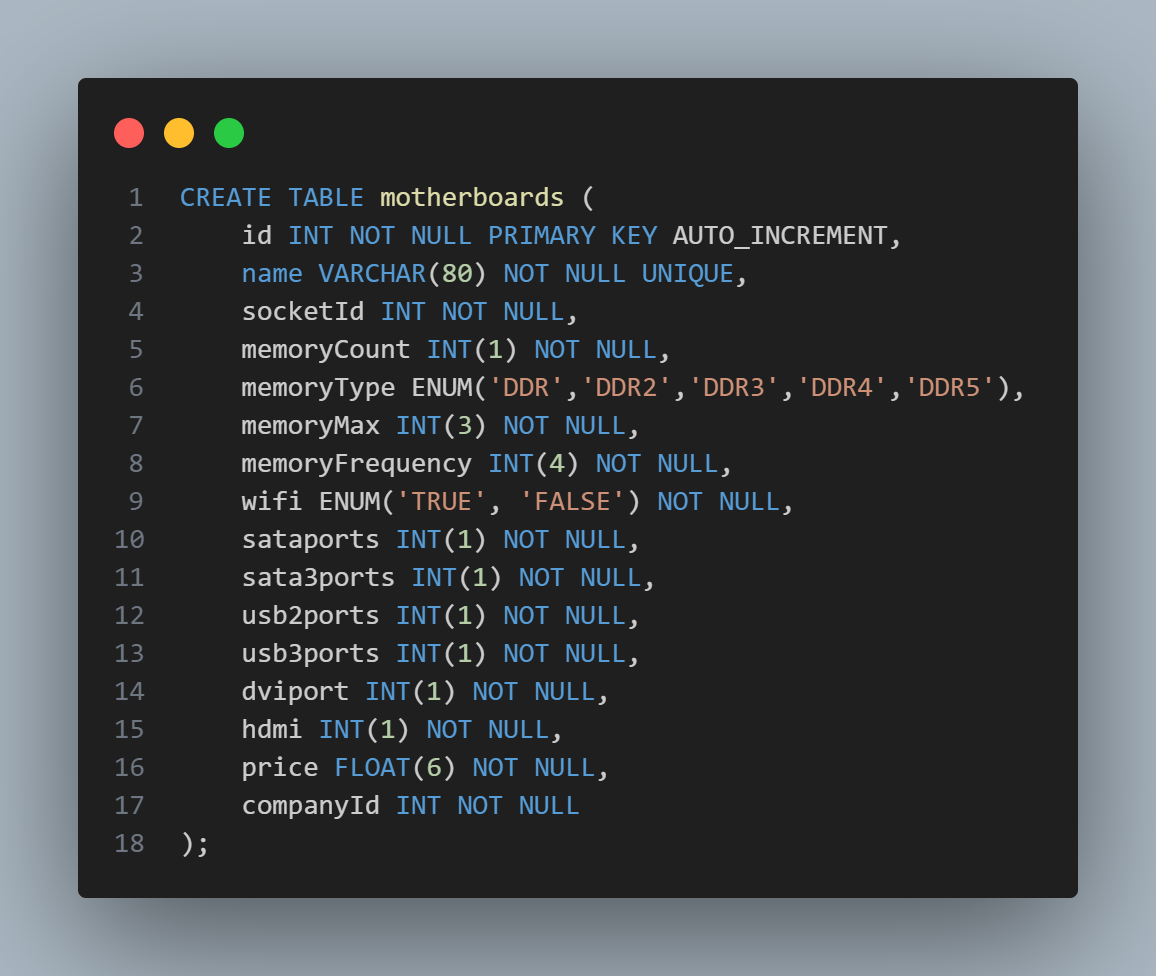 1 CREATE TABLE motherboards (
2 id INT NOT NULL PRIMARY KEY AUTO_INCREMENT,
3 name VARCHAR(80) NOT NULL UNIQUE,
4 socketId INT NOT NULL,
5 memoryCount INT(1) NOT NULL,
6 memoryType ENUM('DDR','DDR2','DDR3','DDR4','DDR5'),
7 memoryMax INT(3) NOT NULL,
8 memoryFrequency INT(4) NOT NULL,
9 wifi ENUM('TRUE', 'FALSE') NOT NULL,
10 sataports INT(1) NOT NULL,
11 sata3ports INT(1) NOT NULL,
12 usb2ports INT(1) NOT NULL,
13 usb3ports INT(1) NOT NULL,
14 dviport INT(1) NOT NULL,
15 hdmi INT(1) NOT NULL,
16 price FLOAT(6) NOT NULL,
17 companyId INT NOT NULL
18 );